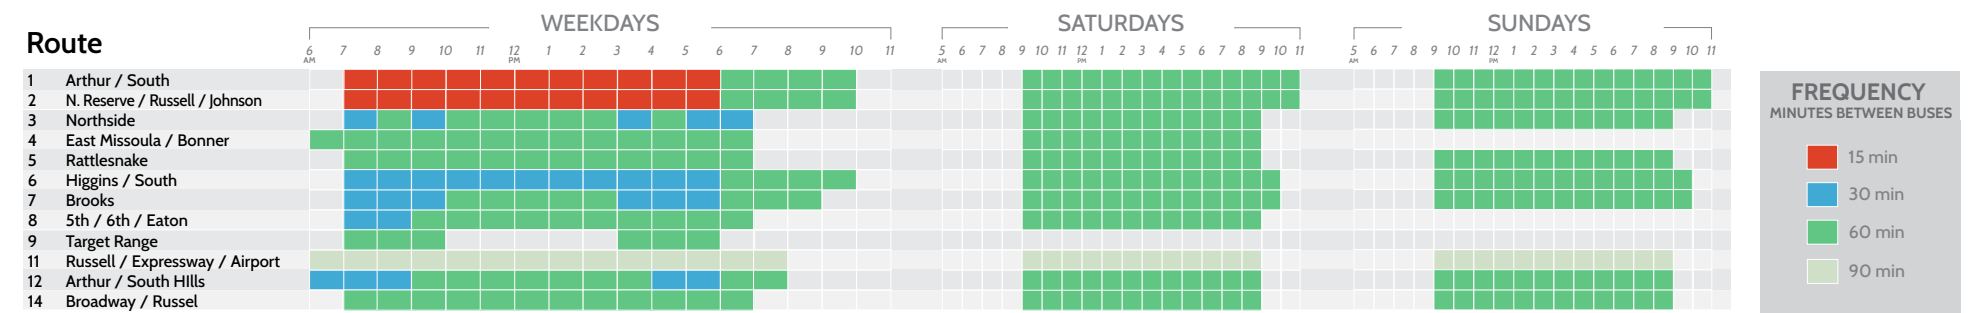 WEEKDAYS SATURDAYS SUNDAYS
Route
6 7 8 9 10 11 12 1 2 3 4 5 6 7 8 9 10 11 5 6 7 8 9 10 11 12 1 2 3 4 5 6 7 8 9 10 11 5 6 7 8 9 10 11 12 1 2 3 4 5 6 7 8 9 10 11
AM PM AM PM AM PM
1 Arthur / South
2 N. Reserve / Russell / Johnson
3 Northside
4 East Missoula / Bonner
5 Rattlesnake
6 Higgins / South
7 Brooks
8 5th / 6th / Eaton
9 Target Range
11 Russell / Expressway / Airport
12 Arthur / South HIlls
14 Broadway / Russel
FREQUENCY
MINUTES BETWEEN BUSES
15 min
30 min
60 min
90 min